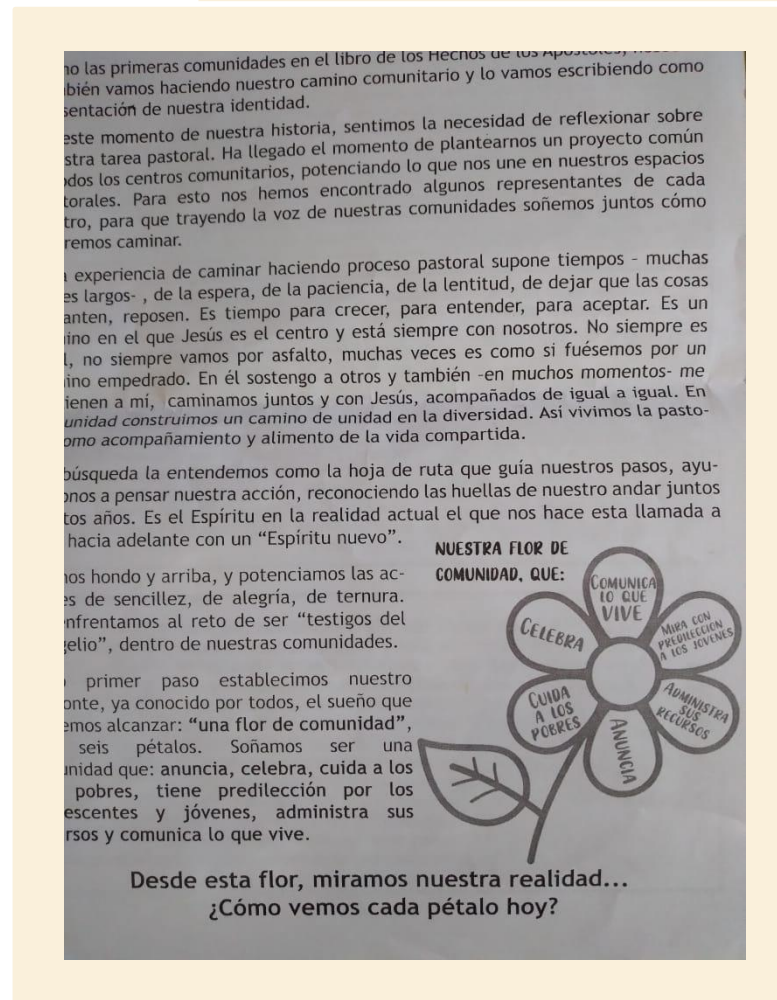 no las primeras comunidades en el libro de los Hechos de los Apóstoles,
bién vamos haciendo nuestro camino comunitario y lo vamos escribiendo como
sentación de nuestra identidad.
este momento de nuestra historia, sentimos la necesidad de reflexionar sobre
stra tarea pastoral. Ha llegado el momento de plantearnos un proyecto común
odos los centros comunitarios, potenciando lo que nos une en nuestros espacios
torales. Para esto nos hemos encontrado algunos representantes de cada
tro, para que trayendo la voz de nuestras comunidades soñemos juntos cómo
remos caminar.
a experiencia de caminar haciendo proceso pastoral supone tiempos - muchas
es largos- , de la espera, de la paciencia, de la lentitud, de dejar que las cosas
anten, reposen. Es tiempo para crecer, para entender, para aceptar. Es un
ino en el que Jesús es el centro y está siempre con nosotros. No siempre es
l, no siempre vamos por asfalto, muchas veces es como si fuésemos por un
ino empedrado. En él sostengo a otros y también -en muchos momentos- me
ienen a mí, caminamos juntos y con Jesús, acompañados de igual a igual. En
unidad construimos un camino de unidad en la diversidad. Así vivimos la pasto-
omo acompañamiento y alimento de la vida compartida.
búsqueda la entendemos como la hoja de ruta que guía nuestros pasos, ayu-
onos a pensar nuestra acción, reconociendo las huellas de nuestro andar juntos
tos años. Es el Espíritu en la realidad actual el que nos hace esta llamada a
hacia adelante con un “Espíritu nuevo”.
nos hondo y arriba, y potenciamos las ac-
es de sencillez, de alegría, de ternura.
enfrentamos al reto de ser “testigos del
gelio”, dentro de nuestras comunidades.
o primer paso establecimos nuestro
onte, ya conocido por todos, el sueño que
emos alcanzar: “una flor de comunidad”,
seis pétalos. Soñamos ser una
unidad que: anuncia, celebra, cuida a los
pobres, tiene predilección por los
escentes y jóvenes, administra sus
rsos y comunica lo que vive.
NUESTRA FLOR DE
COMUNIDAD, QUE:
COMUNICA
LO QUE
VIVE
MIRA CON
PREDILECCIÓN
A LOS JÓVENES
ADMINISTRA
SUS
RECURSOS
ANUNCIA
CUIDA
A LOS
POBRES
CELEBRA
Desde esta flor, miramos nuestra realidad...
¿Cómo vemos cada pétalo hoy?